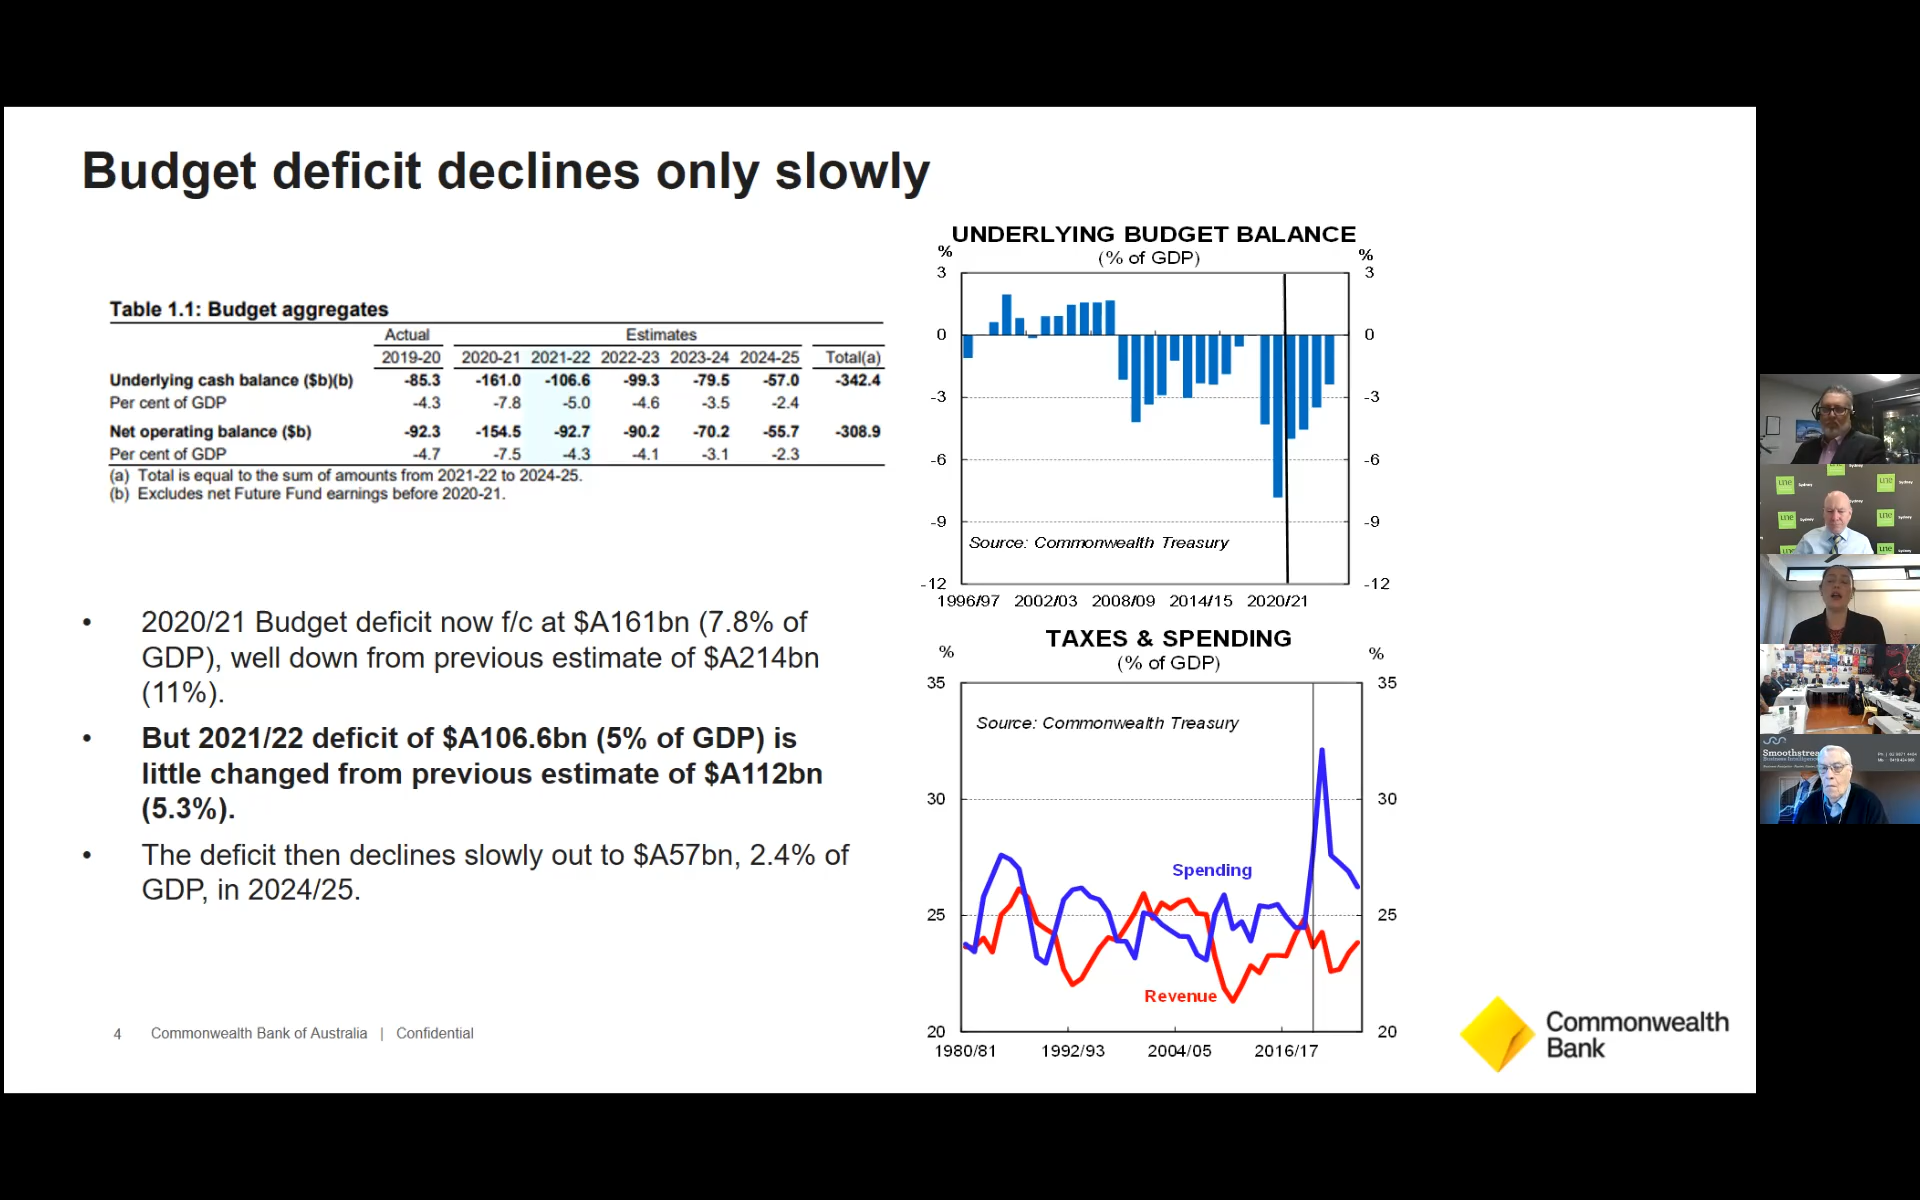 Budget deficit declines only slowly
Table 1.1: Budget aggregates
Actual Estimates
2019-20 2020-21 2021-22 2022-23 2023-24 2024-25 Total(a)
Underlying cash balance ($b)(b) -85.3 -161.0 -106.6 -99.3 -79.5 -57.0 -342.4
Per cent of GDP -4.3 -7.8 -5.0 -4.6 -3.5 -2.4
Net operating balance ($b) -92.3 -154.5 -92.7 -90.2 -70.2 -55.7 -308.9
Per cent of GDP -4.7 -7.5 -4.3 -4.1 -3.1 -2.3
(a) Total is equal to the sum of amounts from 2021-22 to 2024-25.
(b) Excludes net Future Fund earnings before 2020-21.
• 2020/21 Budget deficit now f/c at $A161bn (7.8% of
GDP), well down from previous estimate of $A214bn
(11%).
• But 2021/22 deficit of $A106.6bn (5% of GDP) is
little changed from previous estimate of $A112bn
(5.3%).
• The deficit then declines slowly out to $A57bn, 2.4% of
GDP, in 2024/25.
4 Commonwealth Bank of Australia | Confidential
UNDERLYING BUDGET BALANCE
(% of GDP)
% %
3 3
0 0
-3 -3
-6 -6
-9 -9
Source: Commonwealth Treasury
-12 -12
1996/97 2002/03 2008/09 2014/15 2020/21
TAXES & SPENDING
(% of GDP)
% %
35 35
Source: Commonwealth Treasury
30 30
Spending
25 25
Revenue
20 20
1980/81 1992/93 2004/05 2016/17
Commonwealth
Bank
une Sydney une Sydney
une Sydney une Sydney
une Sydney